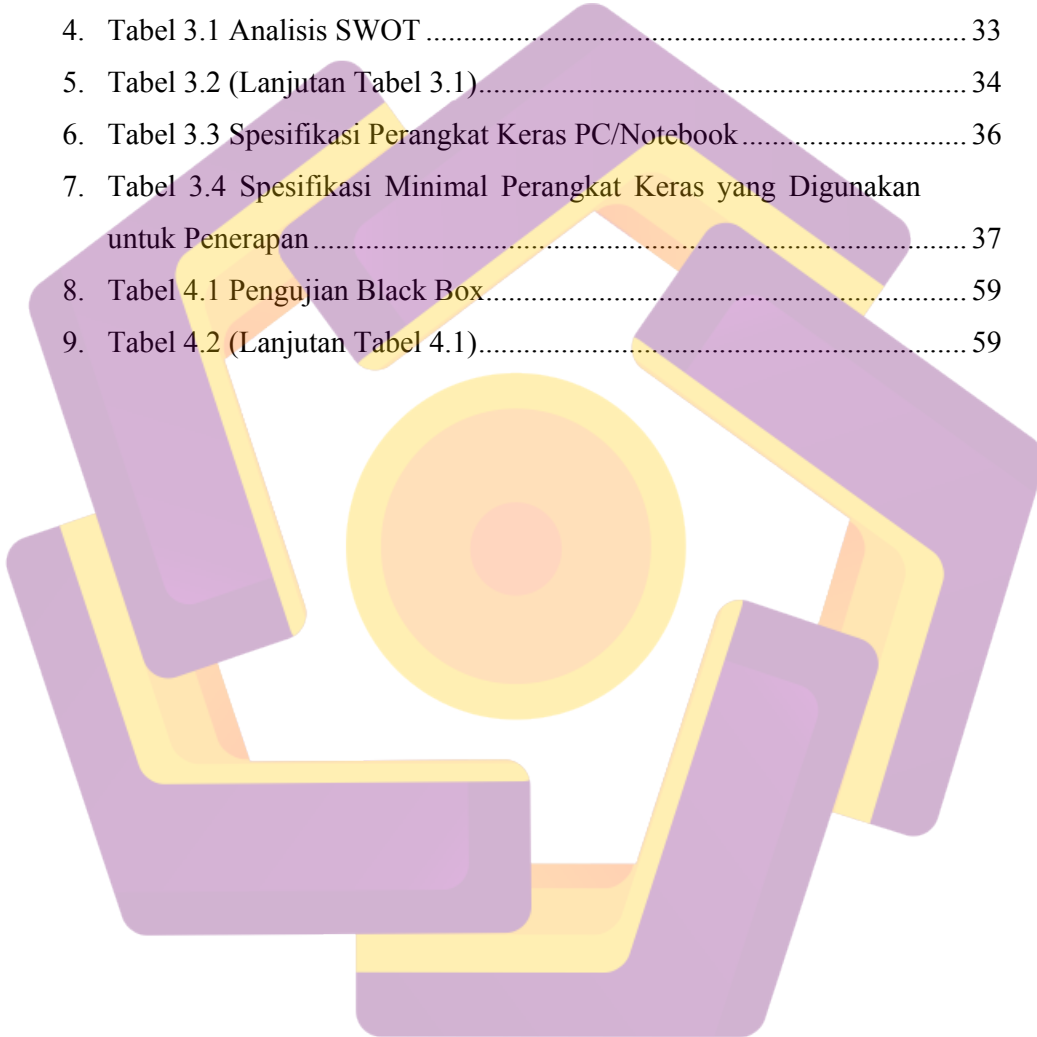 4. Tabel 3.1 Analisis SWOT ........................................................................ 33
5. Tabel 3.2 (Lanjutan Tabel 3.1)................................................................. 34
6. Tabel 3.3 Spesifikasi Perangkat Keras PC/Notebook.............................. 36
7. Tabel 3.4 Spesifikasi Minimal Perangkat Keras yang Digunakan
untuk Penerapan....................................................................................... 37
8. Tabel 4.1 Pengujian Black Box................................................................ 59
9. Tabel 4.2 (Lanjutan Tabel 4.1)................................................................. 59